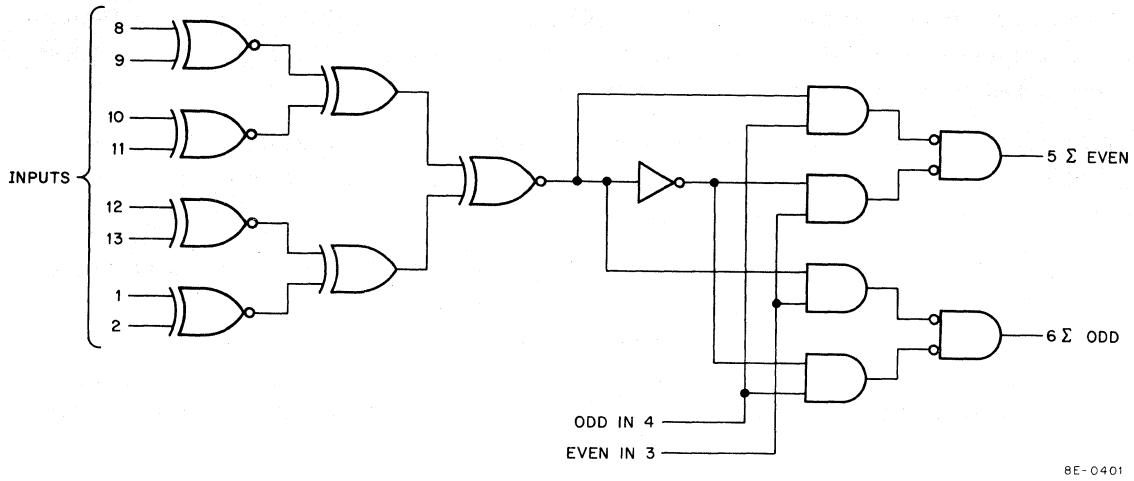 8
9
10
11
INPUTS
12
13
1
2
5 Σ EVEN
6 Σ ODD
ODD IN 4
EVEN IN 3
8E-0401